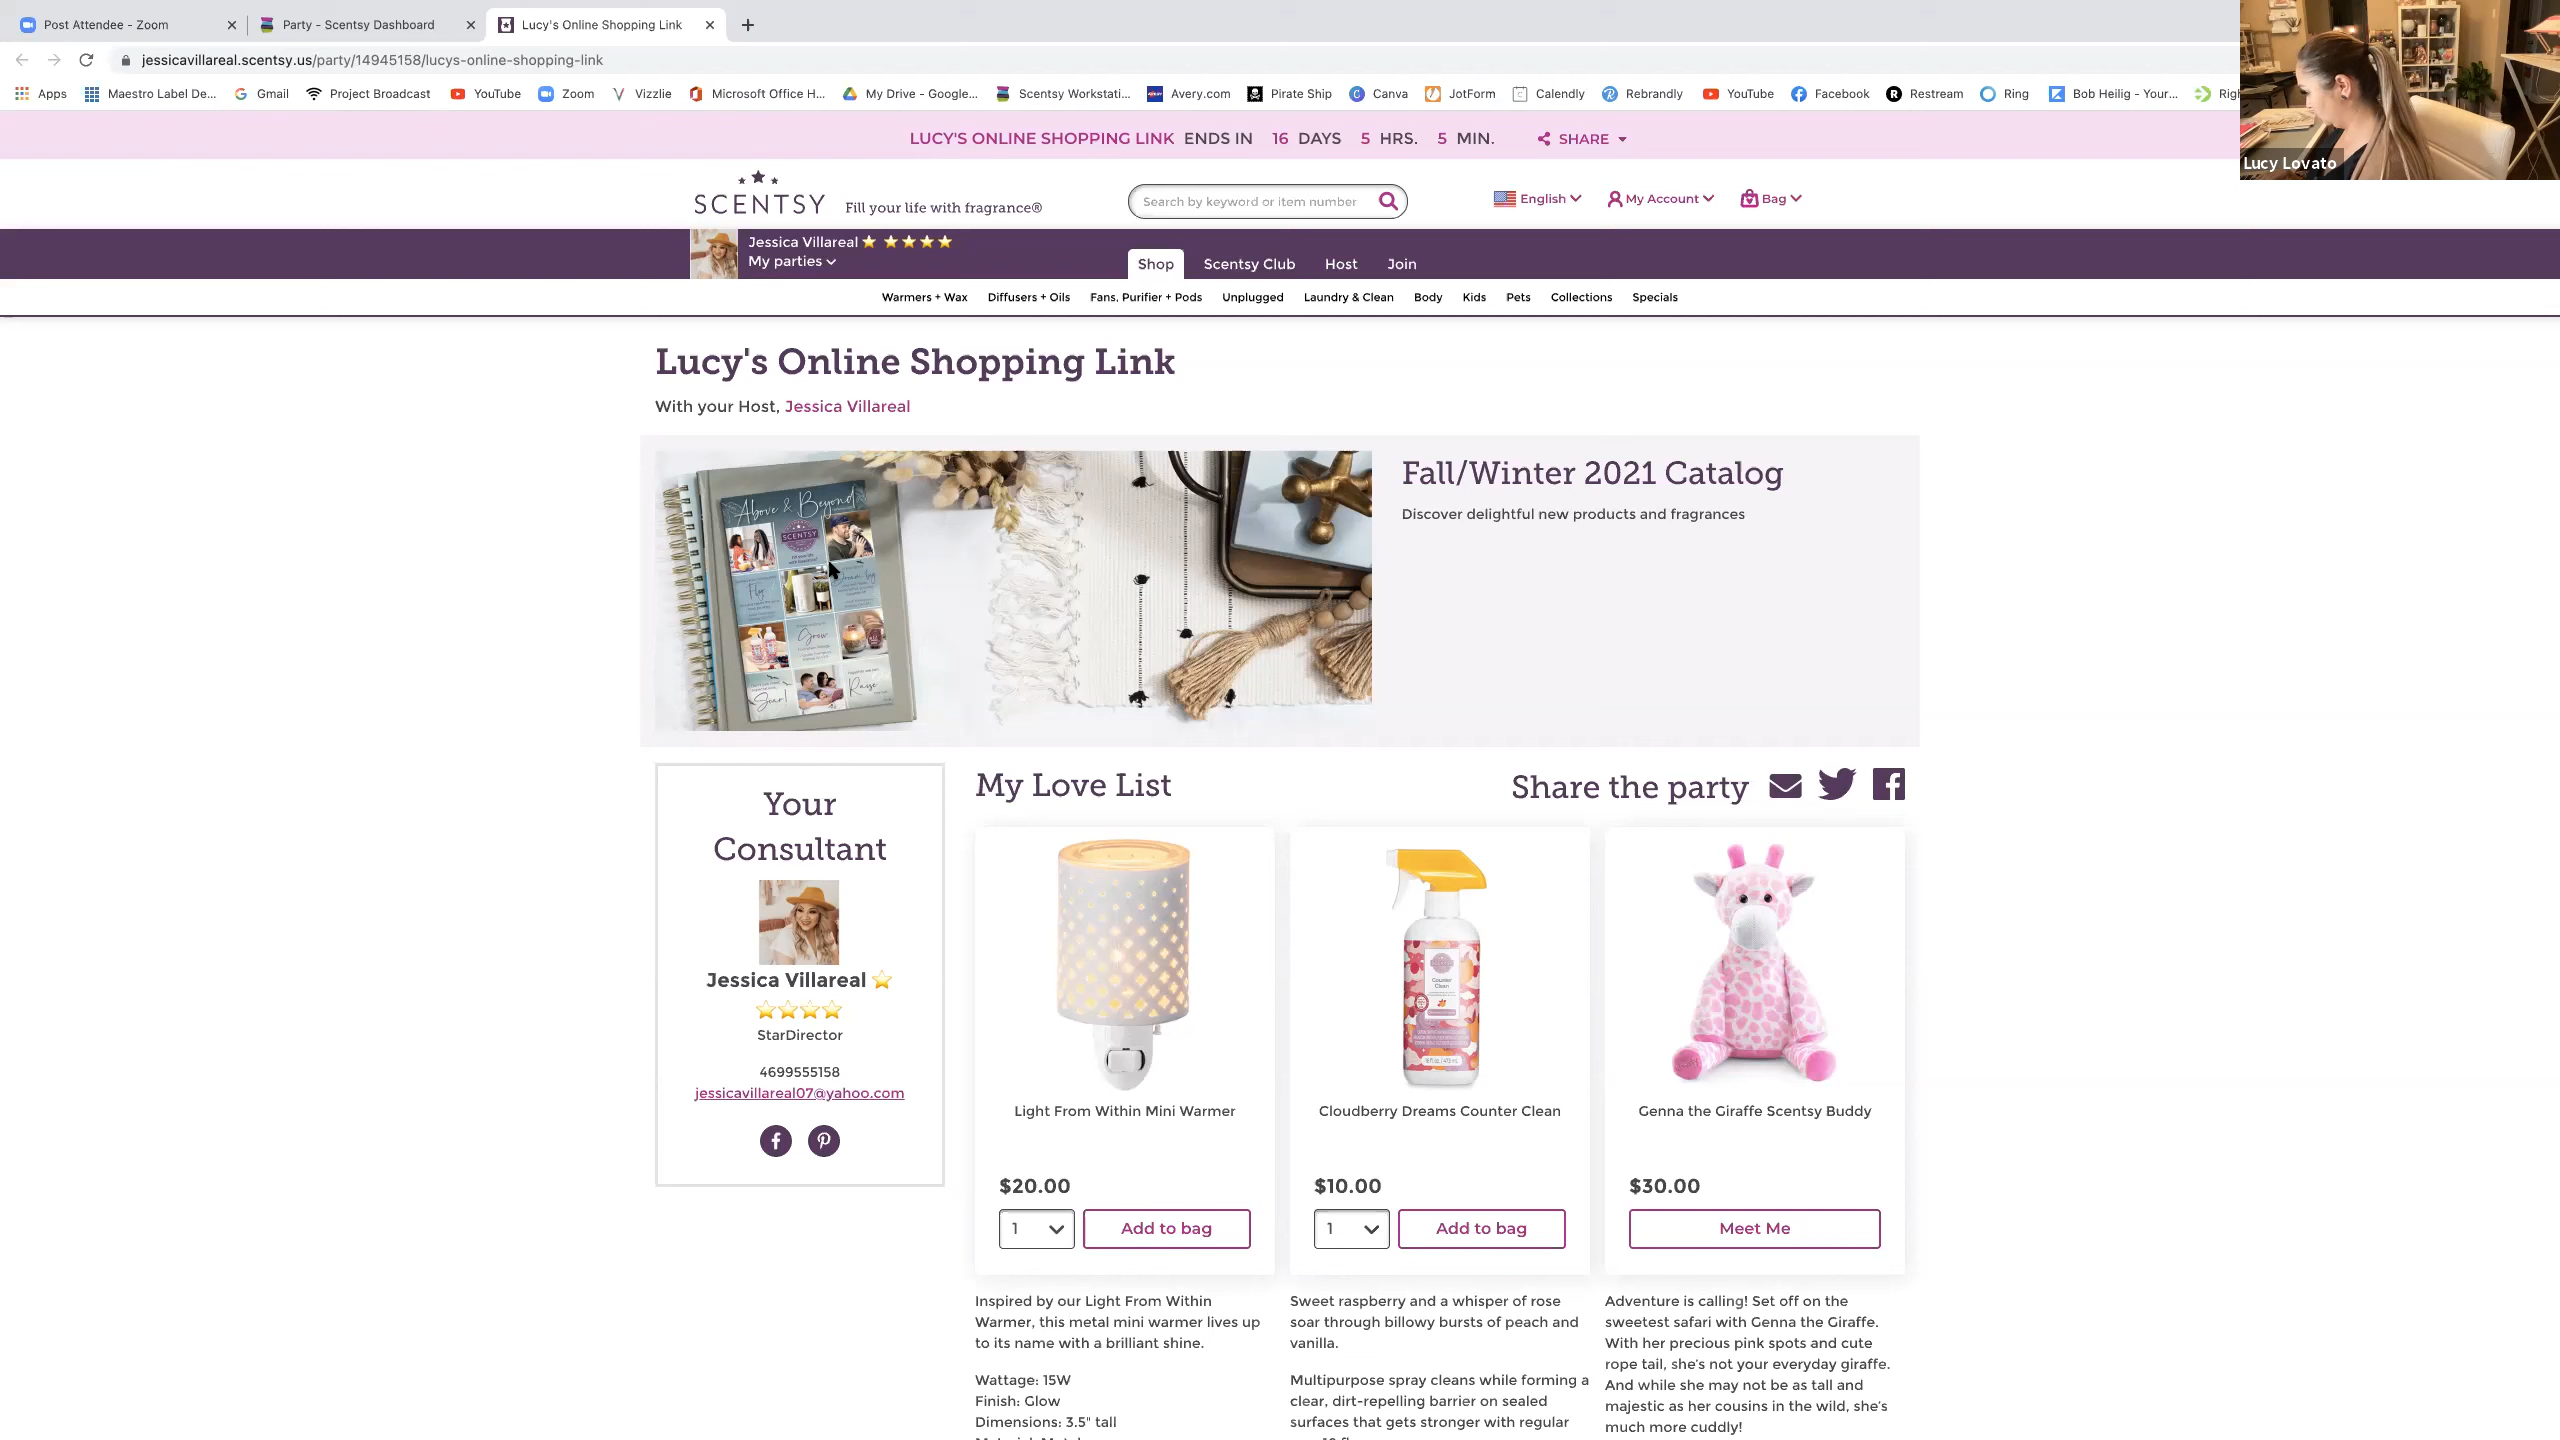 Post Attendee - Zoom
Party - Scentsy Dashboard
Lucy's Online Shopping Link
jessicavillareal.scentsy.us/party/14945158/lucys-online-shopping-link
Apps Maestro Label De... Gmail Project Broadcast YouTube Zoom Vizzlie Microsoft Office H... My Drive - Google... Scentsy Workstati... Avery.com Pirate Ship Canva JotForm Calendly Rebrandly YouTube Facebook Restream Ring Bob Heilig - Your...
Lucy Lovato
LUCY'S ONLINE SHOPPING LINK ENDS IN 16 DAYS 5 HRS. 5 MIN. SHARE
SCENTSY Fill your life with fragrance®
Search by keyword or item number
English My Account Bag
Jessica Villareal
My parties
Shop Scentsy Club Host Join
Warmers + Wax Diffusers + Oils Fans, Purifier + Pods Unplugged Laundry & Clean Body Kids Pets Collections Specials
Lucy's Online Shopping Link
With your Host, Jessica Villareal
Above & Beyond
SCENTSY
Fly
Grow
Soar!
Raise
Fall/Winter 2021 Catalog
Discover delightful new products and fragrances
Your
Consultant
Jessica Villareal
StarDirector
4699555158
jessicavillareal07@yahoo.com
My Love List
Share the party
Counter
Clean
Light From Within Mini Warmer
$20.00
1 Add to bag
Inspired by our Light From Within
Warmer, this metal mini warmer lives up
to its name with a brilliant shine.
Wattage: 15W
Finish: Glow
Dimensions: 3.5" tall
Cloudberry Dreams Counter Clean
$10.00
1 Add to bag
Sweet raspberry and a whisper of rose
soar through billowy bursts of peach and
vanilla.
Multipurpose spray cleans while forming a
clear, dirt-repelling barrier on sealed
surfaces that gets stronger with regular
Genna the Giraffe Scentsy Buddy
$30.00
Meet Me
Adventure is calling! Set off on the
sweetest safari with Genna the Giraffe.
With her precious pink spots and cute
rope tail, she's not your everyday giraffe.
And while she may not be as tall and
majestic as her cousins in the wild, she's
much more cuddly!